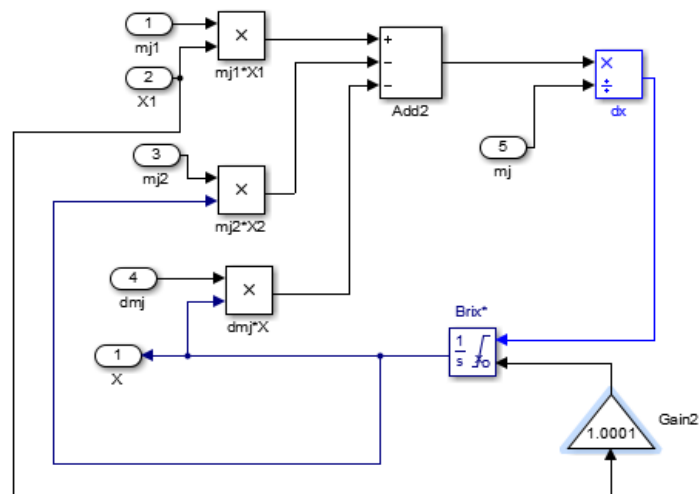 1
mj1
2
X1
×
mj1*X1
+
−
−
Add2
×
÷
dx
3
mj2
×
mj2*X2
5
mj
4
dmj
×
dmj*X
1
X
Brix*
1
s
Gain2
1.0001